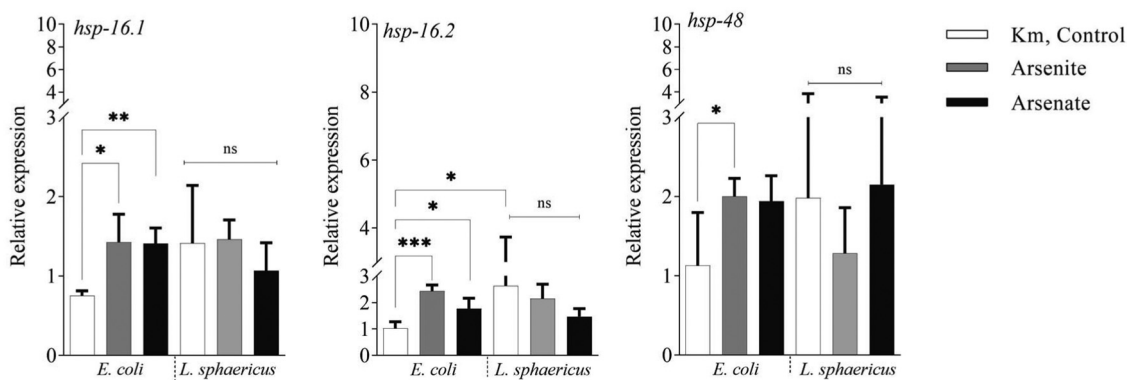 hsp-16.1
Relative expression
10
8
6
4
3
2
1
0
**
*
ns
E. coli
L. sphaericus
hsp-16.2
Relative expression
10
8
6
4
3
2
1
0
*
*
***
ns
E. coli
L. sphaericus
hsp-48
Relative expression
10
8
6
4
2
3
2
1
0
*
ns
E. coli
L. sphaericus
Km, Control
Arsenite
Arsenate